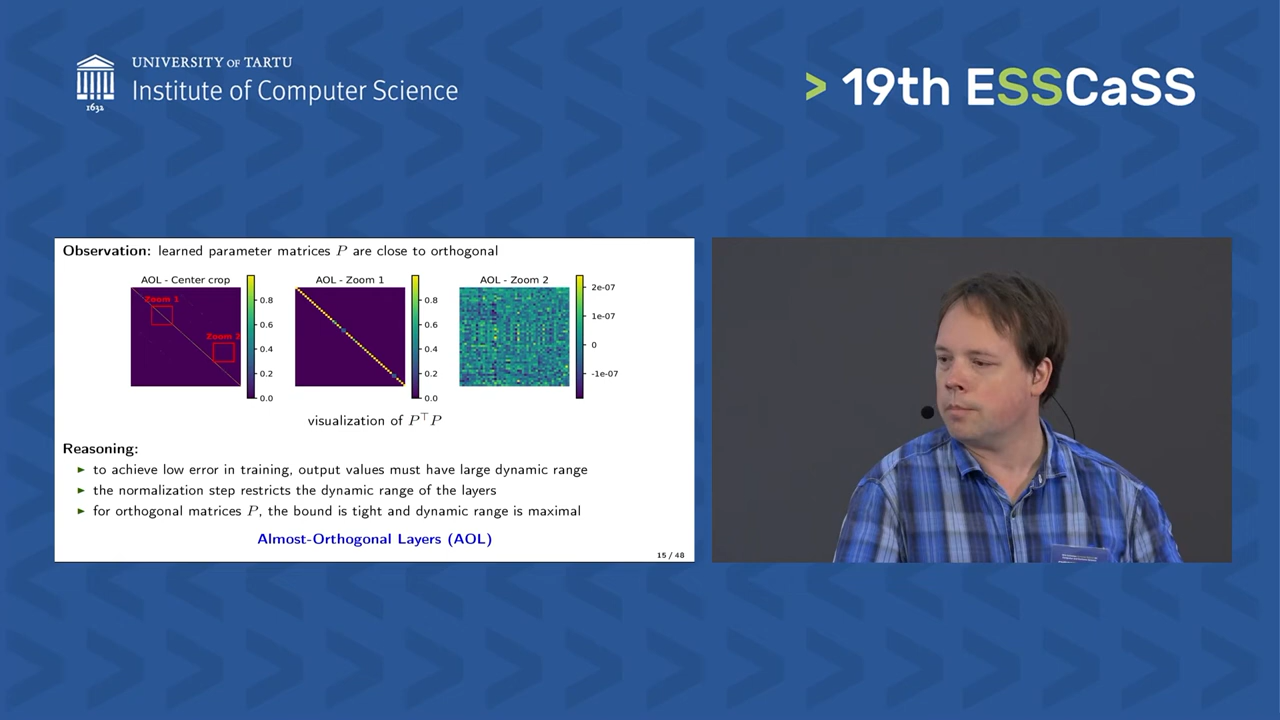 UNIVERSITY OF TARTU
Institute of Computer Science
1632
> 19th ESSCaSS
Observation: learned parameter matrices P are close to orthogonal
AOL - Center crop
Zoom 1
Zoom 2
0.8
0.6
0.4
0.2
0.0
AOL - Zoom 1
0.8
0.6
0.4
0.2
0.0
AOL - Zoom 2
2e-07
1e-07
0
-1e-07
visualization of P⊤P
Reasoning:
► to achieve low error in training, output values must have large dynamic range
► the normalization step restricts the dynamic range of the layers
► for orthogonal matrices P, the bound is tight and dynamic range is maximal
Almost-Orthogonal Layers (AOL)
15 / 48